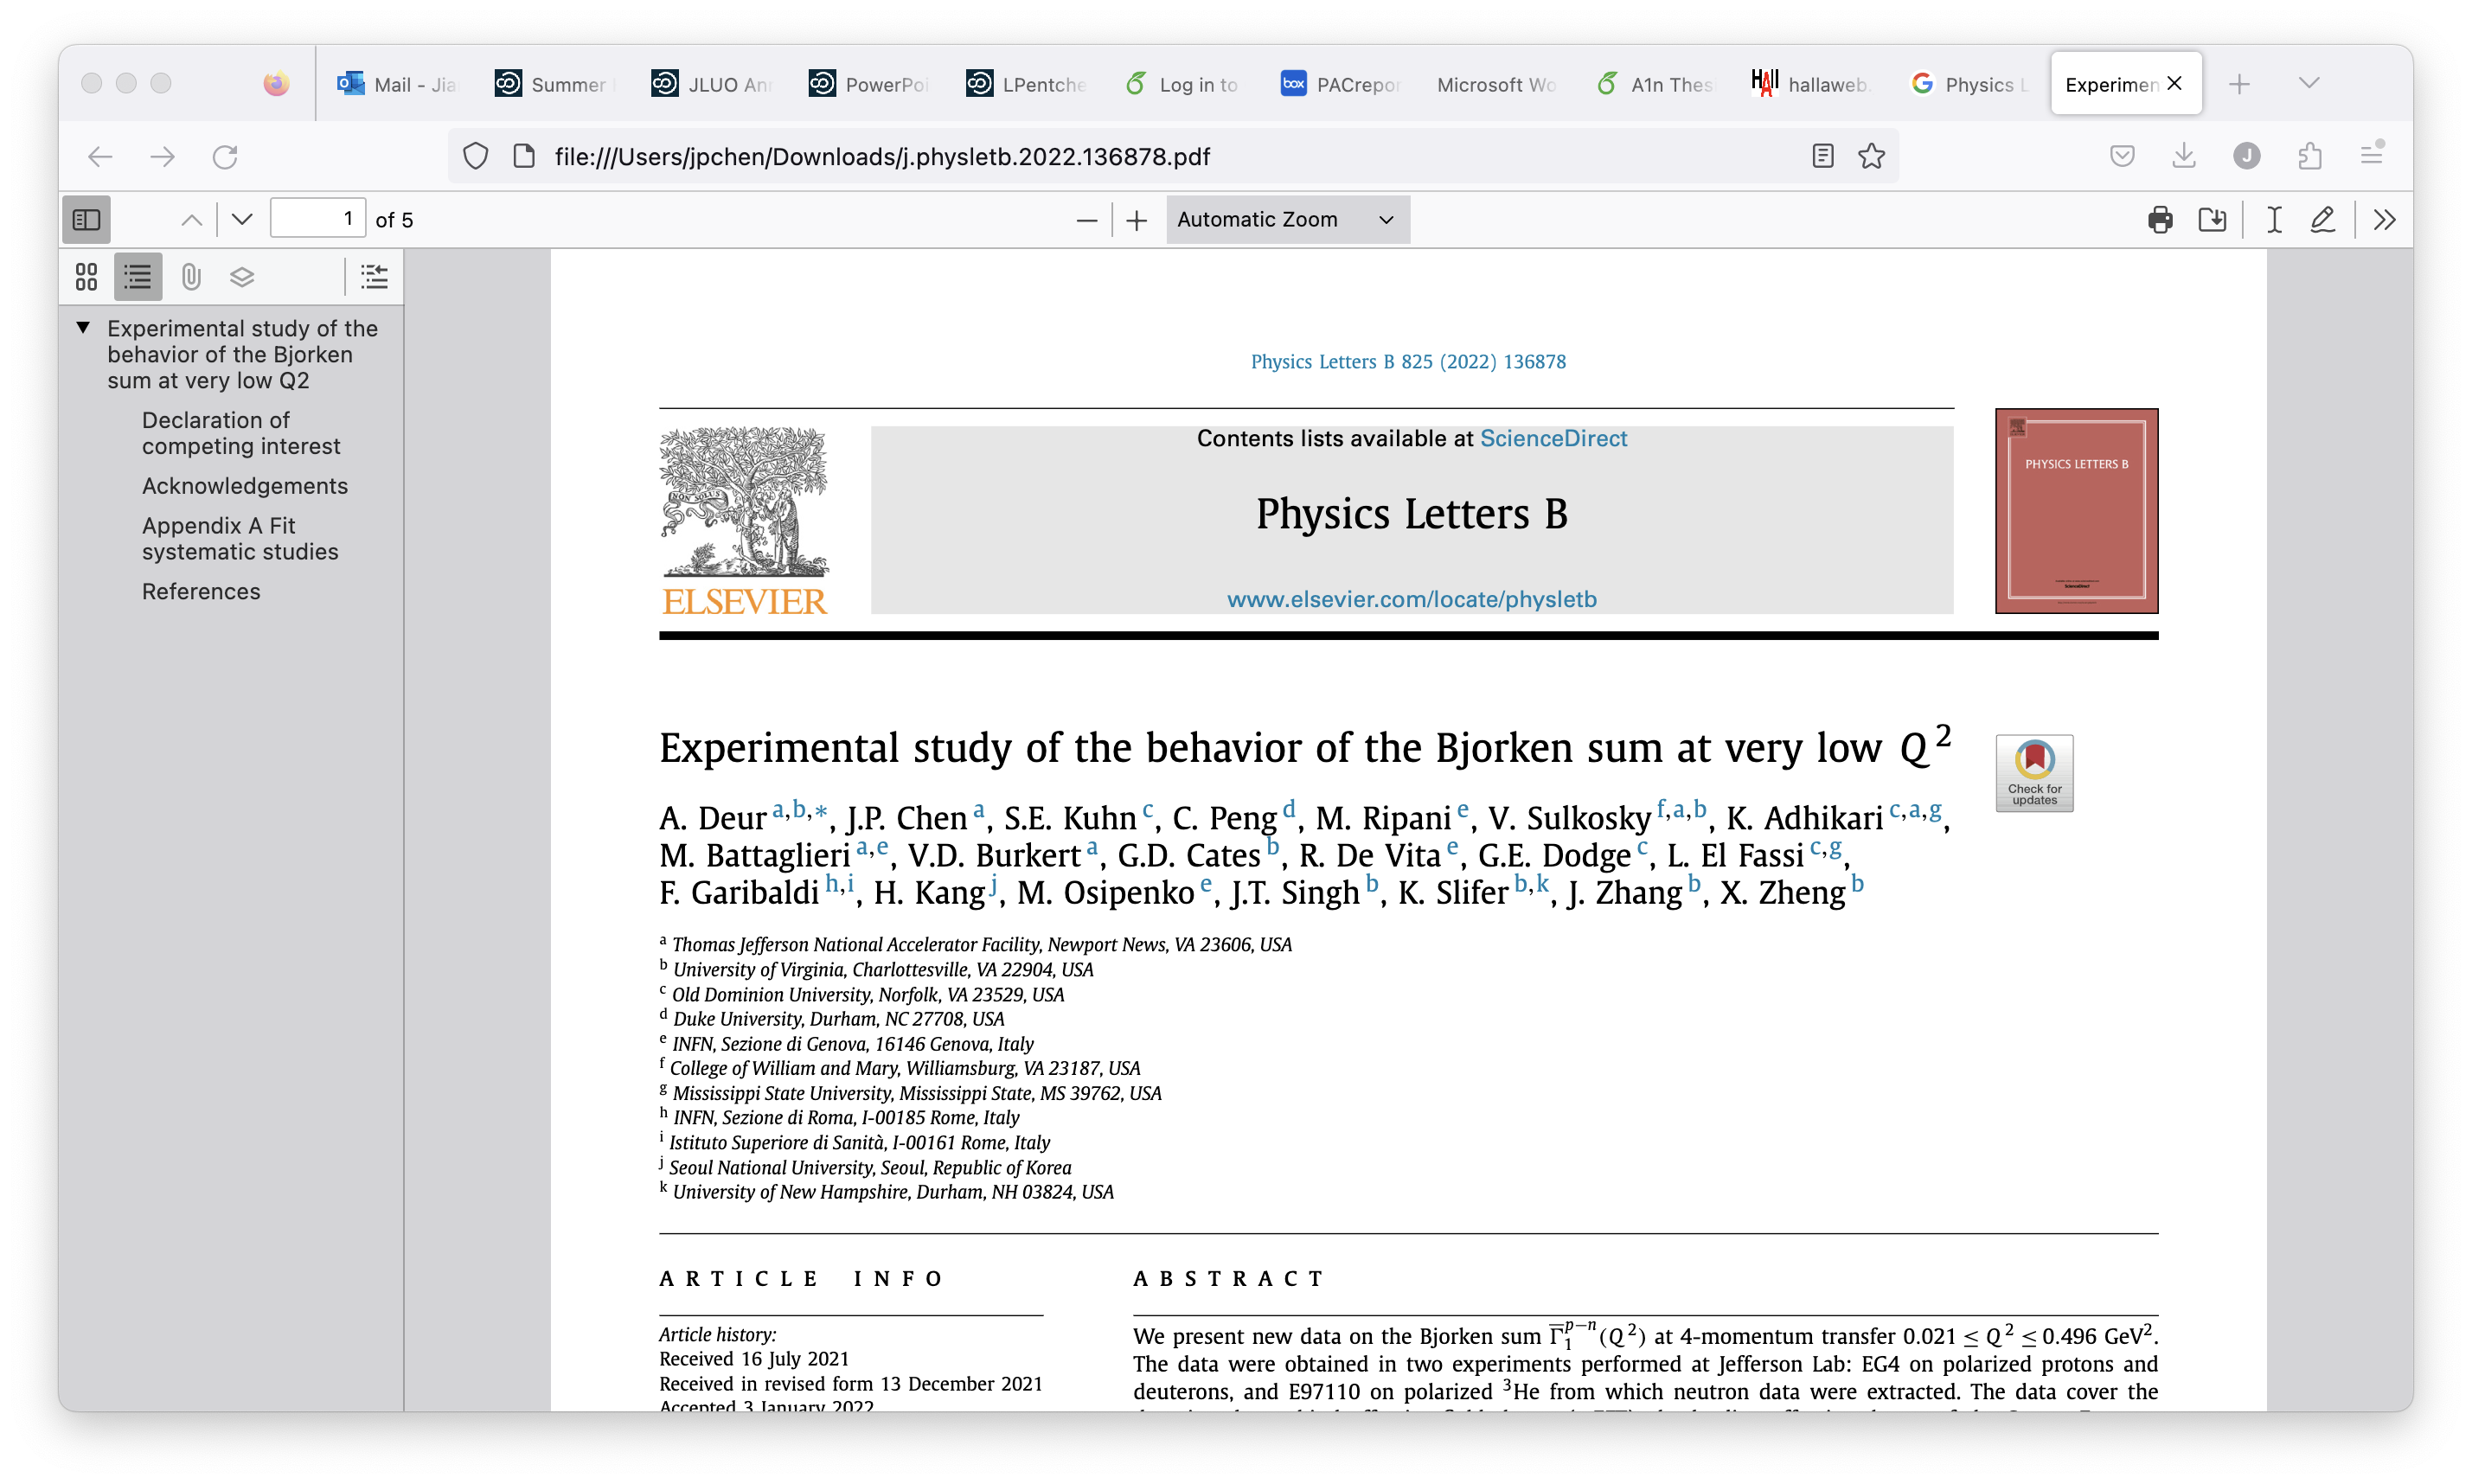 Mail - Jia
Summer
JLUO An
PowerPoi
LPentche
Log in to
box
PACrepor
Microsoft Wo
A1n Thes
HAll
hallaweb.
Physics L
Experimen
file:///Users/jpchen/Downloads/j.physletb.2022.136878.pdf
J
1 of 5
Automatic Zoom
Experimental study of the
behavior of the Bjorken
sum at very low Q2
Declaration of
competing interest
Acknowledgements
Appendix A Fit
systematic studies
References
Physics Letters B 825 (2022) 136878
Contents lists available at ScienceDirect
Physics Letters B
www.elsevier.com/locate/physletb
NON SOLUS
ELSEVIER
PHYSICS LETTERS B
Experimental study of the behavior of the Bjorken sum at very low Q²
Check for
updates
A. Deur a,b,*, J.P. Chen a, S.E. Kuhn c, C. Peng d, M. Ripani e, V. Sulkosky f,a,b, K. Adhikari c,a,g,
M. Battaglieri a,e, V.D. Burkert a, G.D. Cates b, R. De Vita e, G.E. Dodge c, L. El Fassi c,g,
F. Garibaldi h,i, H. Kang j, M. Osipenko e, J.T. Singh b, K. Slifer b,k, J. Zhang b, X. Zheng b
a Thomas Jefferson National Accelerator Facility, Newport News, VA 23606, USA
b University of Virginia, Charlottesville, VA 22904, USA
c Old Dominion University, Norfolk, VA 23529, USA
d Duke University, Durham, NC 27708, USA
e INFN, Sezione di Genova, 16146 Genova, Italy
f College of William and Mary, Williamsburg, VA 23187, USA
g Mississippi State University, Mississippi State, MS 39762, USA
h INFN, Sezione di Roma, I-00185 Rome, Italy
i Istituto Superiore di Sanità, I-00161 Rome, Italy
j Seoul National University, Seoul, Republic of Korea
k University of New Hampshire, Durham, NH 03824, USA
ARTICLE INFO
Article history:
Received 16 July 2021
Received in revised form 13 December 2021
Accepted 3 January 2022
ABSTRACT
We present new data on the Bjorken sum Γ̅₁^{p−n}(Q²) at 4-momentum transfer 0.021 ≤ Q² ≤ 0.496 GeV².
The data were obtained in two experiments performed at Jefferson Lab: EG4 on polarized protons and
deuterons, and E97110 on polarized ³He from which neutron data were extracted. The data cover the